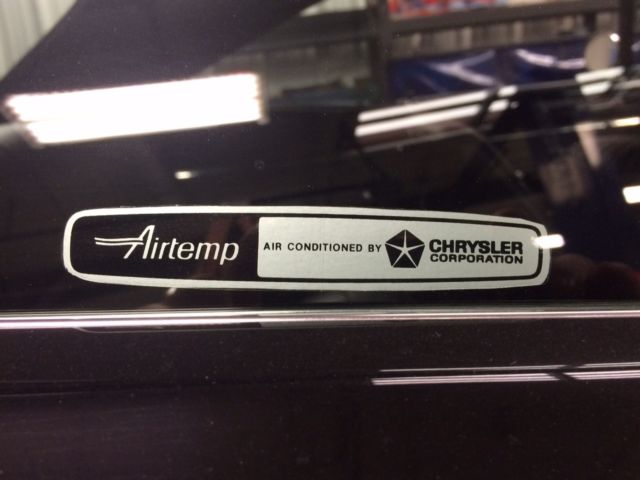 Airtemp
AIR CONDITIONED BY
CHRYSLER
CORPORATION